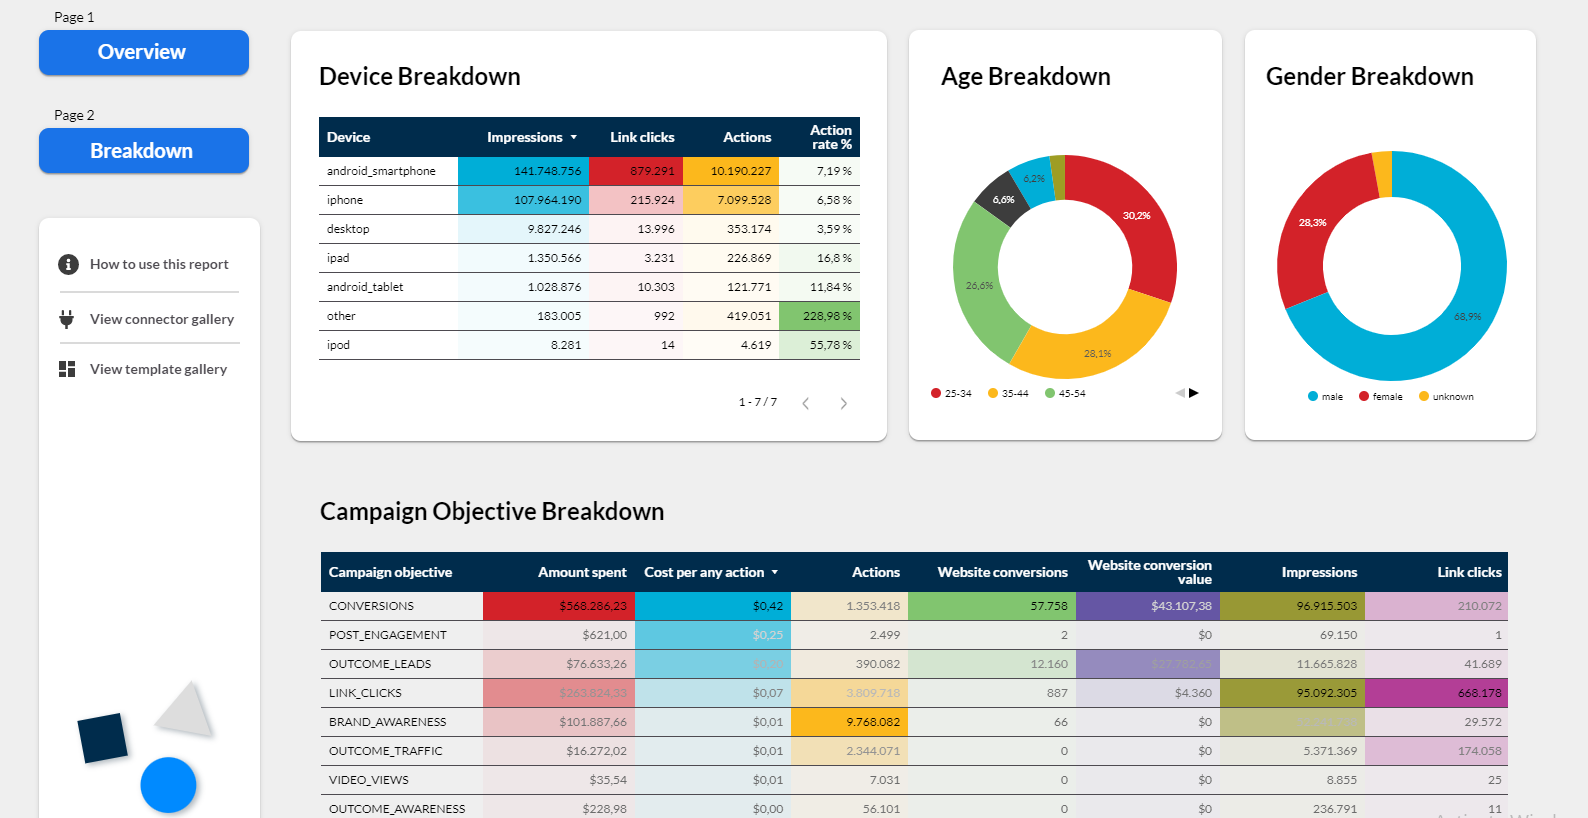 Page 1
Overview
Page 2
Breakdown
How to use this report
View connector gallery
View template gallery
Device Breakdown
Device Impressions Link clicks Actions Action rate %
android_smartphone 141.748.756 879.291 10.190.227 7,19 %
iphone 107.964.190 215.924 7.099.528 6,58 %
desktop 9.827.246 13.996 353.174 3,59 %
ipad 1.350.566 3.231 226.869 16,8 %
android_tablet 1.028.876 10.303 121.771 11,84 %
other 183.005 992 419.051 228,98 %
ipod 8.281 14 4.619 55,78 %
1 - 7 / 7
Age Breakdown
6,2%
6,6%
30,2%
26,6%
28,1%
25-34 35-44 45-54
Gender Breakdown
28,3%
68,9%
male female unknown
Campaign Objective Breakdown
Campaign objective Amount spent Cost per any action Actions Website conversions Website conversion value Impressions Link clicks
CONVERSIONS $568.286,23 $0,42 1.353.418 57.758 $43.107,38 96.915.503 210.072
POST_ENGAGEMENT $621,00 $0,25 2.499 2 $0 69.150 1
OUTCOME_LEADS $76.633,26 390.082 12.160 11.665.828 41.689
LINK_CLICKS $263.824,33 $0,07 3.809.718 887 $4.360 95.092.305 668.178
BRAND_AWARENESS $101.887,66 $0,01 9.768.082 66 $0 29.572
OUTCOME_TRAFFIC $16.272,02 $0,01 2.344.071 0 $0 5.371.369 174.058
VIDEO_VIEWS $35,54 $0,01 7.031 0 $0 8.855 25
OUTCOME_AWARENESS $228,98 $0,00 56.101 0 $0 236.791 11